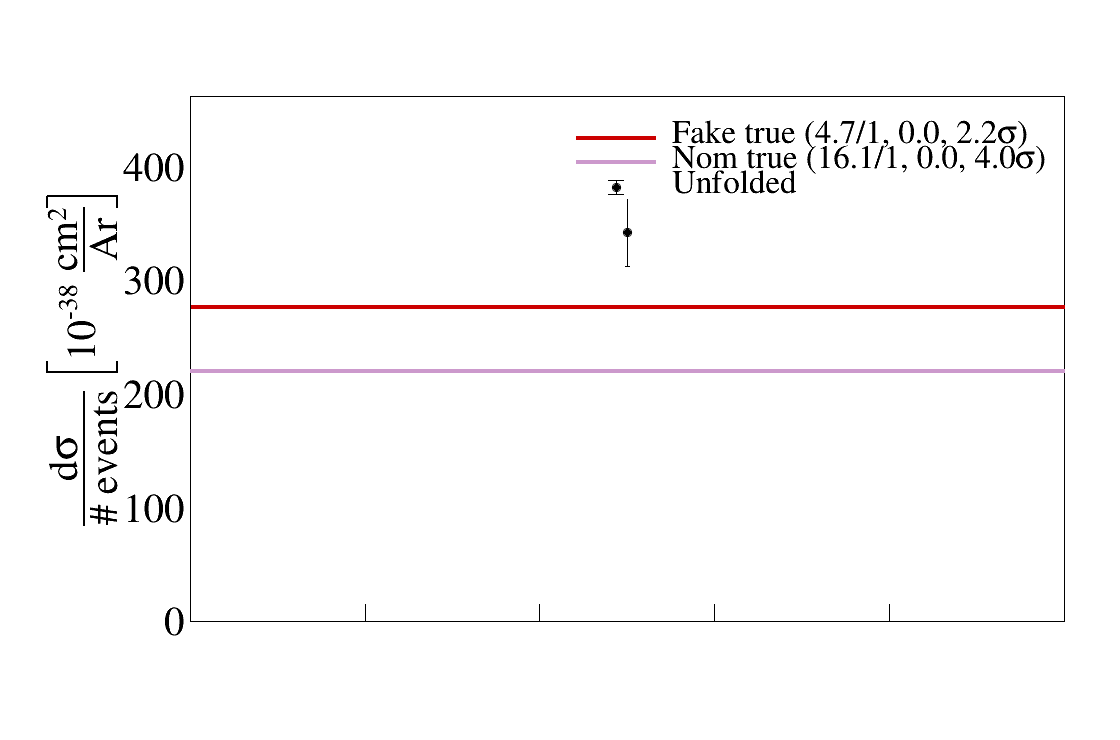 Fake true (4.7/1, 0.0, 2.2σ)
Nom true (16.1/1, 0.0, 4.0σ)
Unfolded
400
300
200
100
0
dσ
# events
[10-38 cm2
Ar]